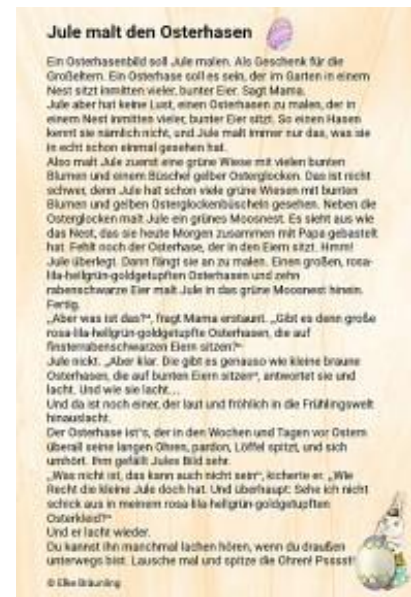 Jule malt den Osterhasen
Ein Osterhasenbild soll Jule malen. Als Geschenk für die
Großeltern. Ein Osterhase soll es sein, der im Garten in einem
Nest sitzt inmitten vieler, bunter Eier. Sagt Mama.
Jule aber hat keine Lust, einen Osterhasen zu malen, der in
einem Nest inmitten vieler, bunter Eier sitzt. So einen Hasen
kennt sie nämlich nicht, und Jule malt immer nur das, was sie
in echt schon einmal gesehen hat.
Also malt Jule zuerst eine grüne Wiese mit vielen bunten
Blumen und einem Büschel gelber Osterglocken. Das ist nicht
schwer, denn Jule hat schon viele grüne Wiesen mit bunten
Blumen und gelben Osterglockenbüscheln gesehen. Neben die
Osterglocken malt Jule ein grünes Moosnest. Es sieht aus wie
das Nest, das sie heute Morgen zusammen mit Papa gebastelt
hat. Fehlt noch der Osterhase, der in den Eiern sitzt. Hmm!
Jule überlegt. Dann fängt sie an zu malen. Einen großen, rosa-
lila-hellgrün-goldgetupften Osterhasen und zehn
rabenschwarze Eier malt Jule in das grüne Moosnest hinein.
Fertig.
„Aber was ist das?", fragt Mama erstaunt. „Gibt es denn große
rosa-lila-hellgrün-goldgetupfte Osterhasen, die auf
finsterrabenschwarzen Eiern sitzen?"
Jule nickt. „Aber klar. Die gibt es genauso wie kleine braune
Osterhasen, die auf bunten Eiern sitzen", antwortet sie und
lacht. Und wie sie lacht...
Und da ist noch einer, der laut und fröhlich in die Frühlingswelt
hinauslacht.
Der Osterhase ist's, der in den Wochen und Tagen vor Ostern
überall seine langen Ohren, pardon, Löffel spitzt, und sich
umhört. Ihm gefällt Jules Bild sehr.
„Was nicht ist, das kann auch nicht sein", kicherte er. „Wie
Recht die kleine Jule doch hat. Und überhaupt: Sehe ich nicht
schick aus in meinem rosa-lila-hellgrün-goldgetupften
Osterkleid?"
Und er lacht wieder.
Du kannst ihn manchmal lachen hören, wenn du draußen
unterwegs bist. Lausche mal und spitze die Ohren! Psssst!
© Elke Bräunling